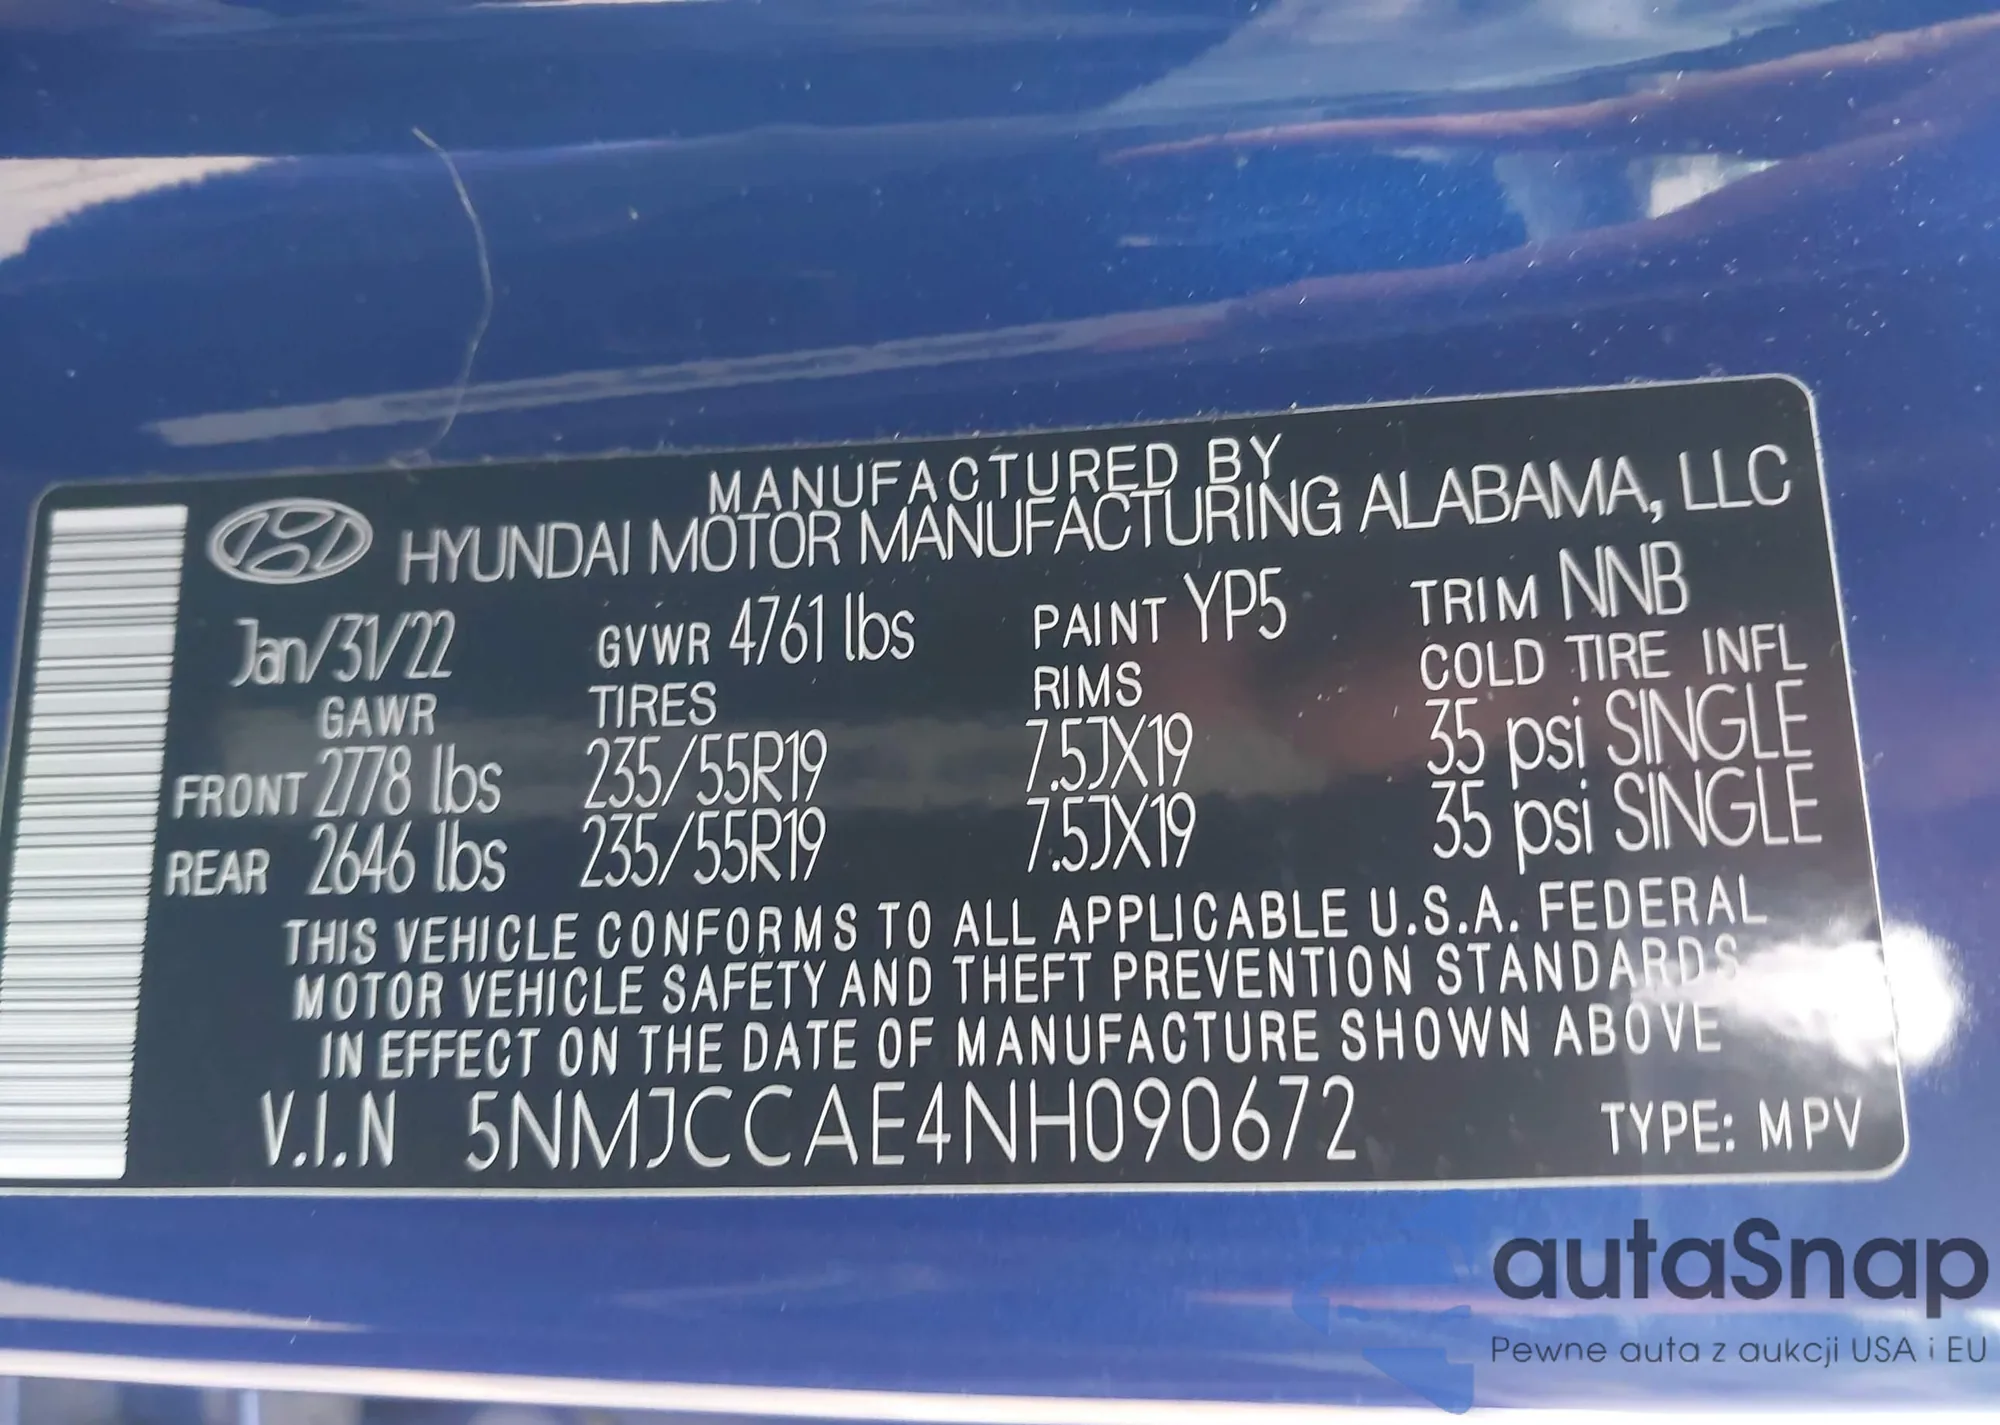 MANUFACTURED BY
HYUNDAI MOTOR MANUFACTURING ALABAMA, LLC
Jan/31/22 GVWR 4761 lbs PAINT YP5 TRIM NNB
GAWR TIRES RIMS COLD TIRE INFL
FRONT 2778 lbs 235/55R19 7.5JX19 35 psi SINGLE
REAR 2646 lbs 235/55R19 7.5JX19 35 psi SINGLE
THIS VEHICLE CONFORMS TO ALL APPLICABLE U.S.A. FEDERAL
MOTOR VEHICLE SAFETY AND THEFT PREVENTION STANDARDS
IN EFFECT ON THE DATE OF MANUFACTURE SHOWN ABOVE
V.I.N 5NMJCCAE4NH090672 TYPE: MPV
autaSnap
Pewne auta z aukcji USA i EU